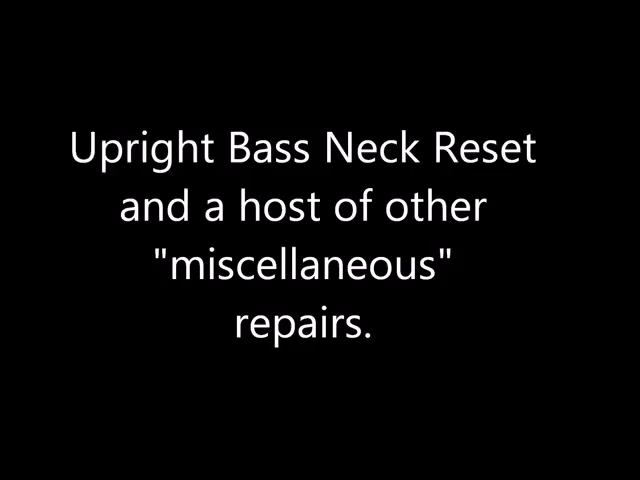 Upright Bass Neck Reset
and a host of other
"miscellaneous"
repairs.